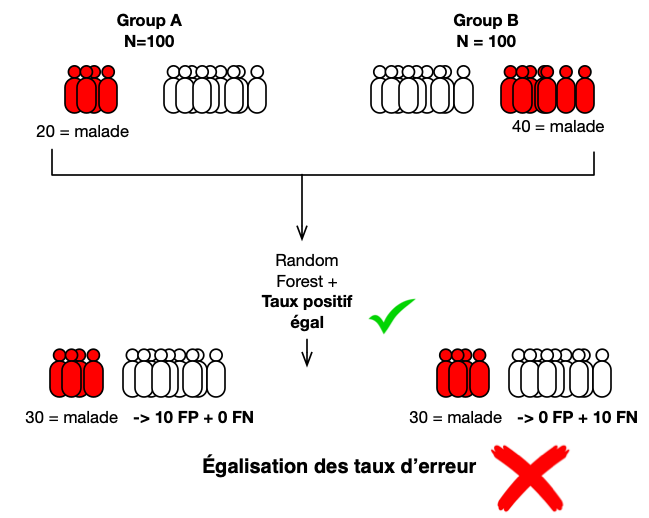 Group A
N=100
Group B
N = 100
20 = malade
40 = malade
Random
Forest +
Taux positif
égal
30 = malade -> 10 FP + 0 FN
30 = malade -> 0 FP + 10 FN
Égalisation des taux d’erreur